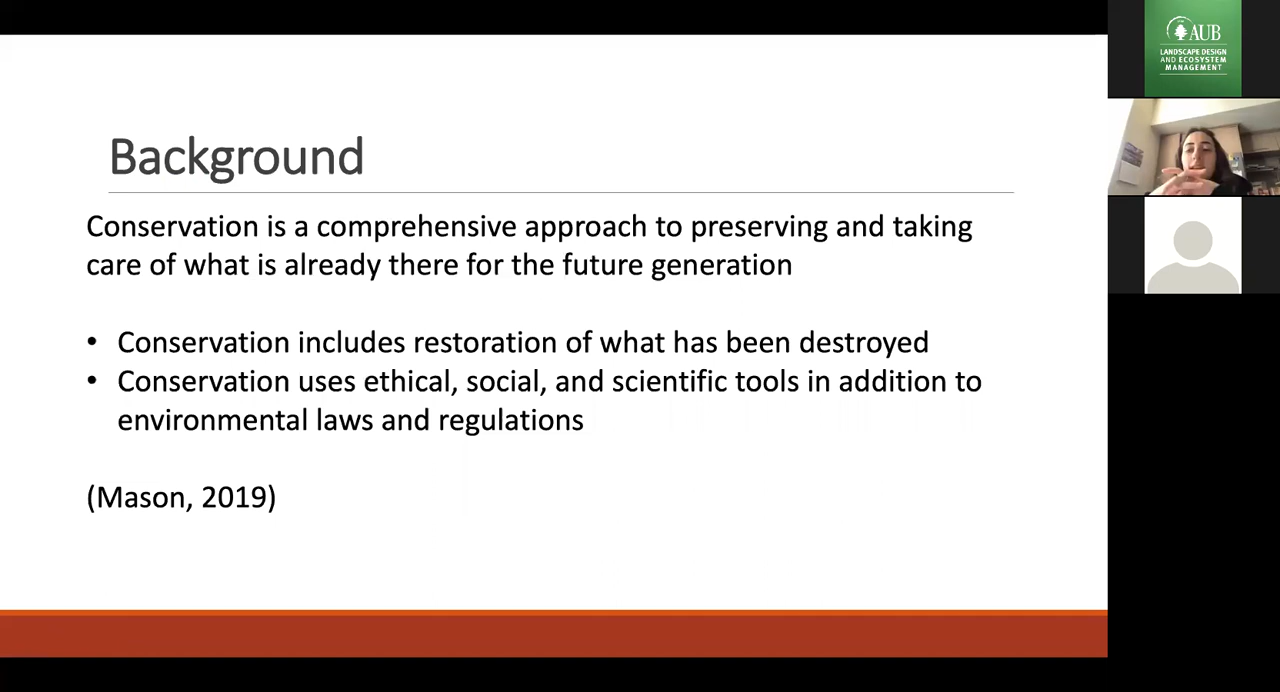 Background
Conservation is a comprehensive approach to preserving and taking
care of what is already there for the future generation
• Conservation includes restoration of what has been destroyed
• Conservation uses ethical, social, and scientific tools in addition to
environmental laws and regulations
(Mason, 2019)
AUB
LANDSCAPE DESIGN
AND ECOSYSTEM
MANAGEMENT